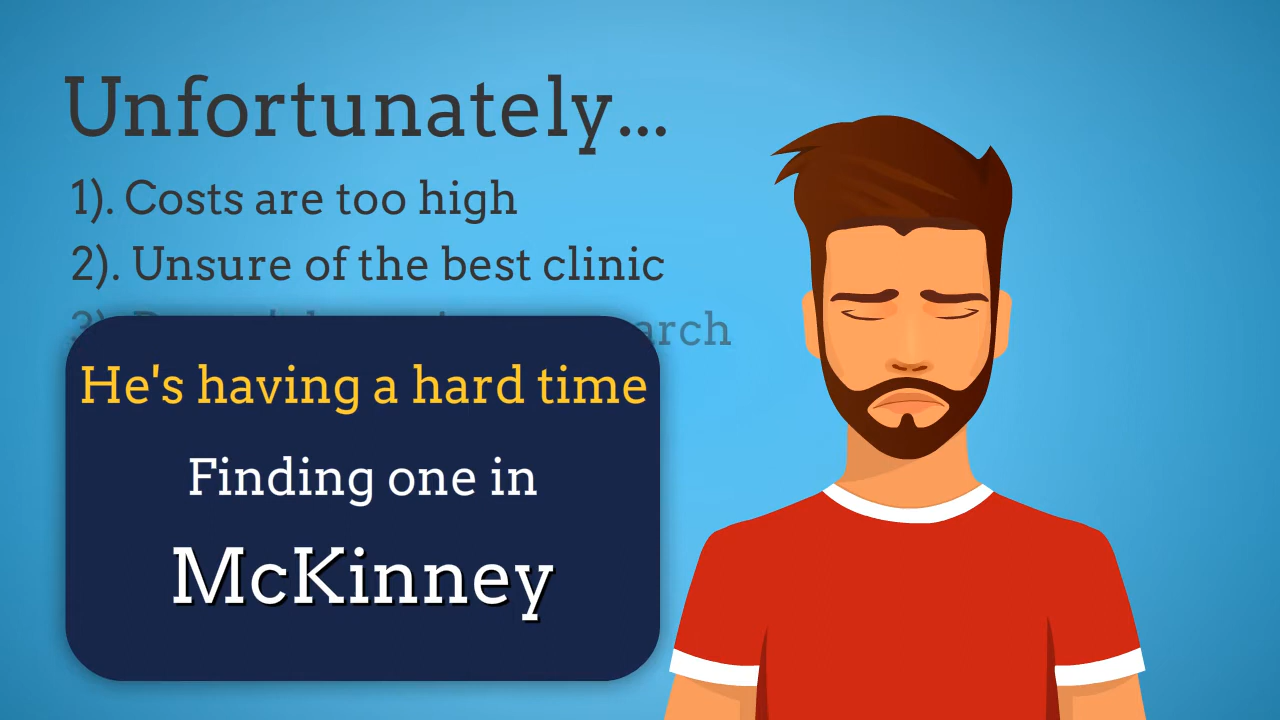 Unfortunately...
1). Costs are too high
2). Unsure of the best clinic
3).
He's having a hard time
Finding one in
McKinney